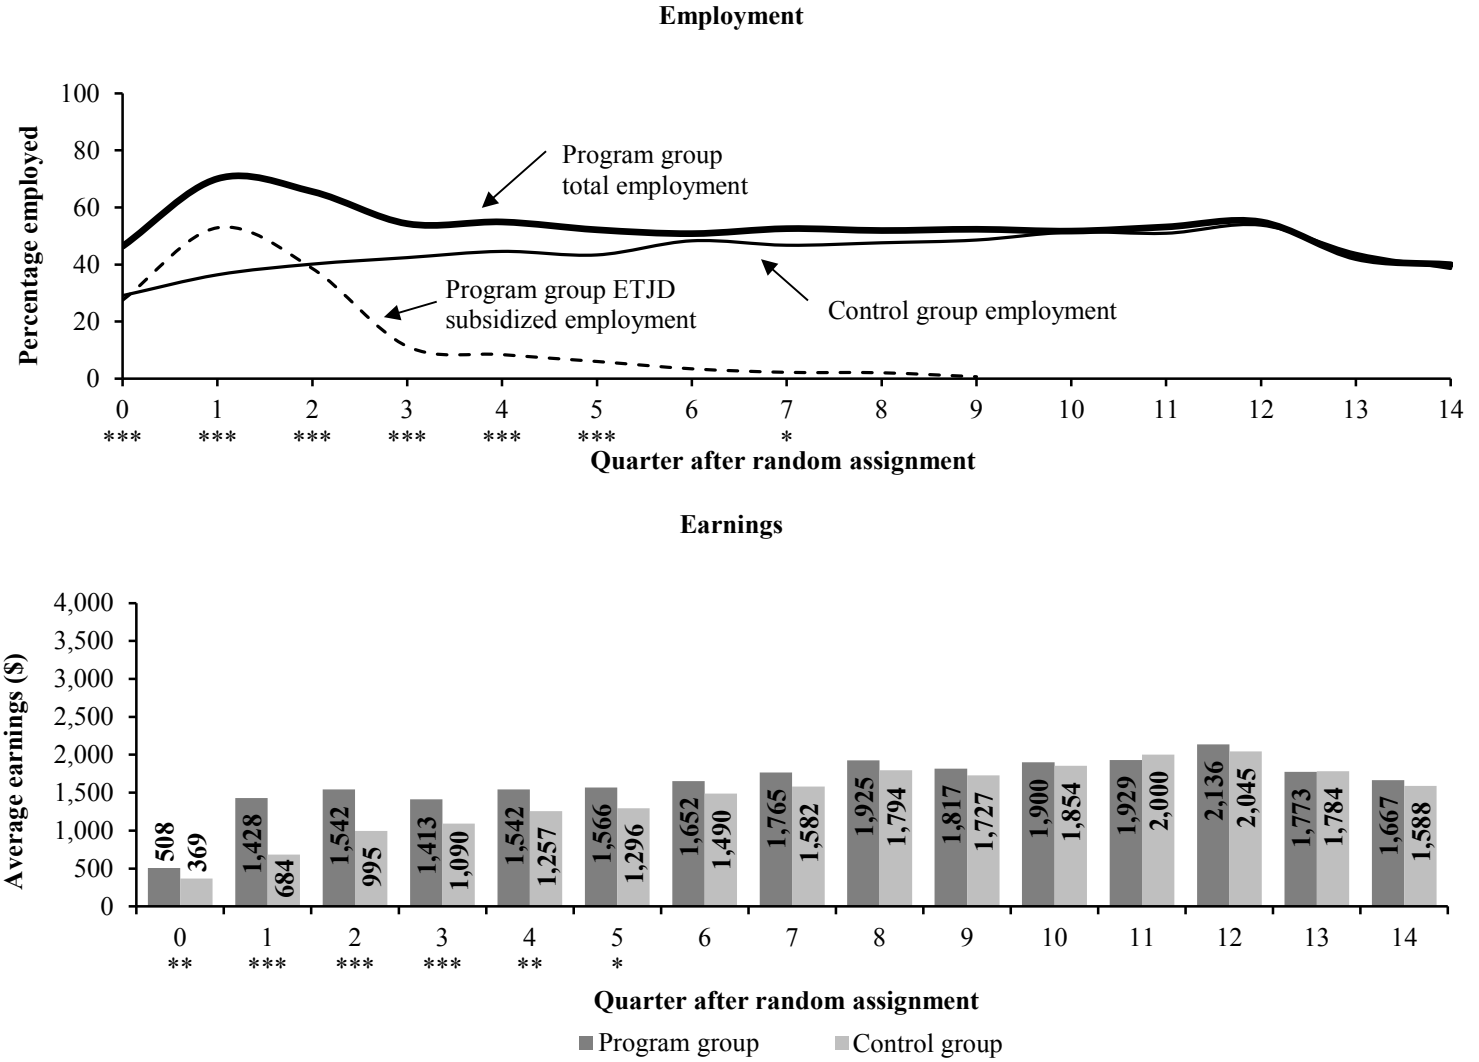 Employment
Percentage employed
100
80
60
40
20
0
Program group
total employment
Program group ETJD
subsidized employment
Control group employment
0 1 2 3 4 5 6 7 8 9 10 11 12 13 14
*** *** *** *** *** *** *
Quarter after random assignment
Earnings
Average earnings ($)
4,000
3,500
3,000
2,500
2,000
1,500
1,000
500
0
508 369 1,428 684 1,542 995 1,413 1,090 1,542 1,257 1,566 1,296 1,652 1,490 1,765 1,582 1,925 1,794 1,817 1,727 1,900 1,854 1,929 2,000 2,136 2,045 1,773 1,784 1,667 1,588
0 1 2 3 4 5 6 7 8 9 10 11 12 13 14
** *** *** *** ** *
Quarter after random assignment
Program group Control group